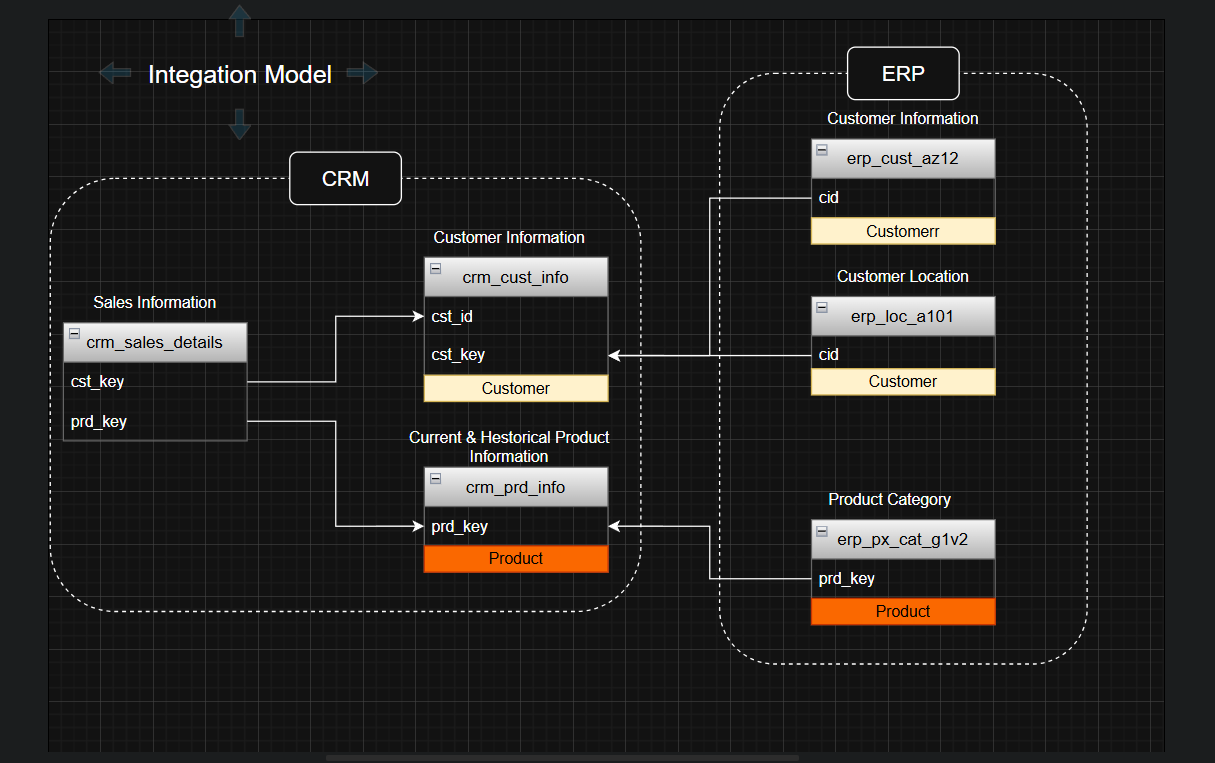 Integation Model
CRM
Sales Information
crm_sales_details
cst_key
prd_key
Customer Information
crm_cust_info
cst_id
cst_key
Customer
Current & Hestorical Product
Information
crm_prd_info
prd_key
Product
ERP
Customer Information
erp_cust_az12
cid
Customerr
Customer Location
erp_loc_a101
cid
Customer
Product Category
erp_px_cat_g1v2
prd_key
Product